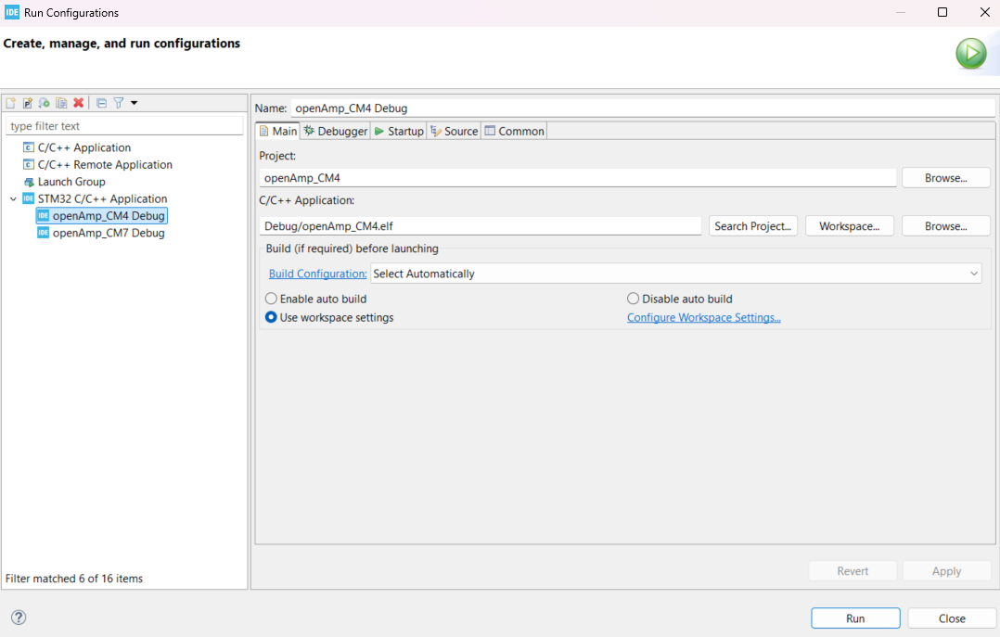 IDE Run Configurations
Create, manage, and run configurations
type filter text
C/C++ Application
C/C++ Remote Application
Launch Group
IDE STM32 C/C++ Application
IDE openAmp_CM4 Debug
IDE openAmp_CM7 Debug
Filter matched 6 of 16 items
Name: openAmp_CM4 Debug
Main Debugger Startup Source Common
Project:
openAmp_CM4 Browse...
C/C++ Application:
Debug/openAmp_CM4.elf Search Project... Workspace... Browse...
Build (if required) before launching
Build Configuration: Select Automatically
Enable auto build Disable auto build
Use workspace settings Configure Workspace Settings...
Revert Apply
? Run Close